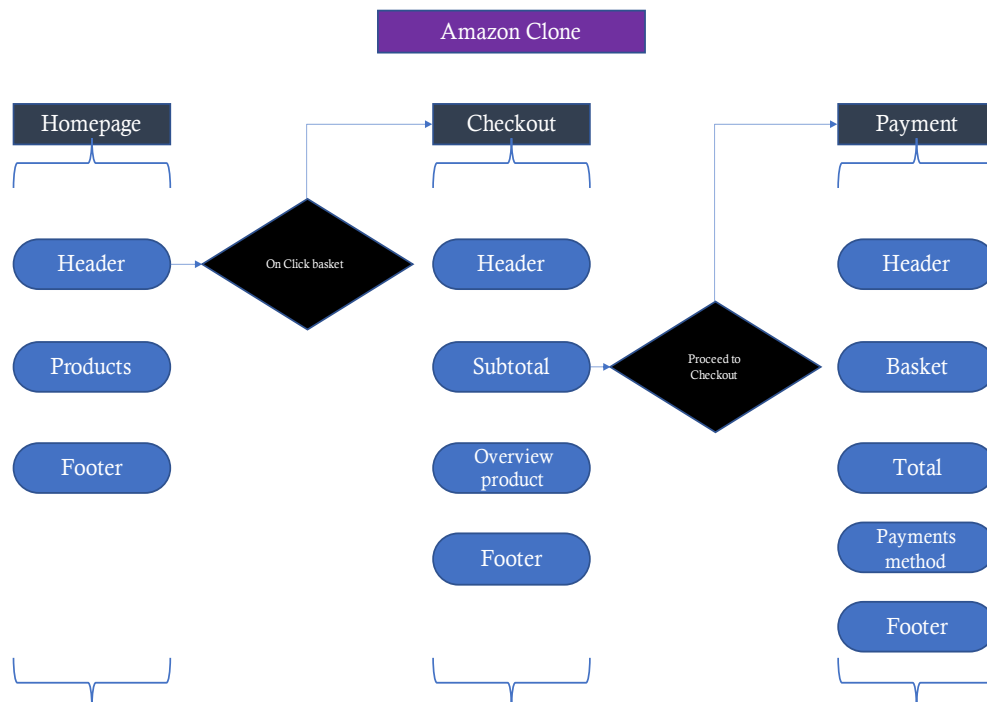 Amazon Clone
Homepage
Checkout
Payment
Header
On Click basket
Header
Header
Products
Subtotal
Proceed to
Checkout
Basket
Footer
Overview
product
Total
Footer
Payments
method
Footer